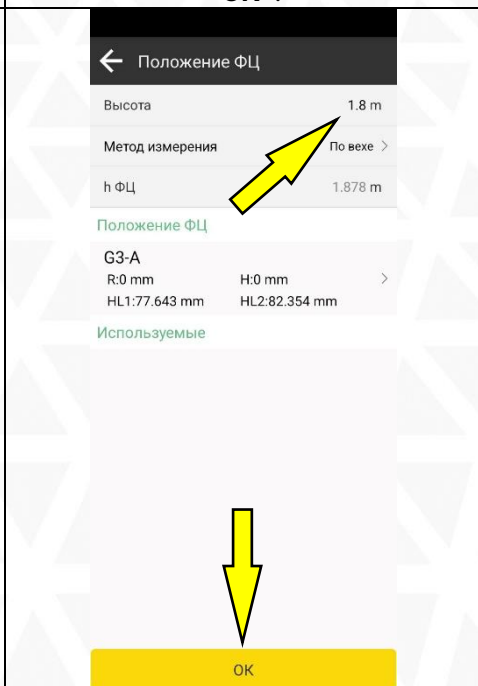 Положение ФЦ
Высота 1.8 m
Метод измерения По вехе >
h ФЦ 1.878 m
Положение ФЦ
G3-A
R:0 mm H:0 mm >
HL1:77.643 mm HL2:82.354 mm
Используемые
OK